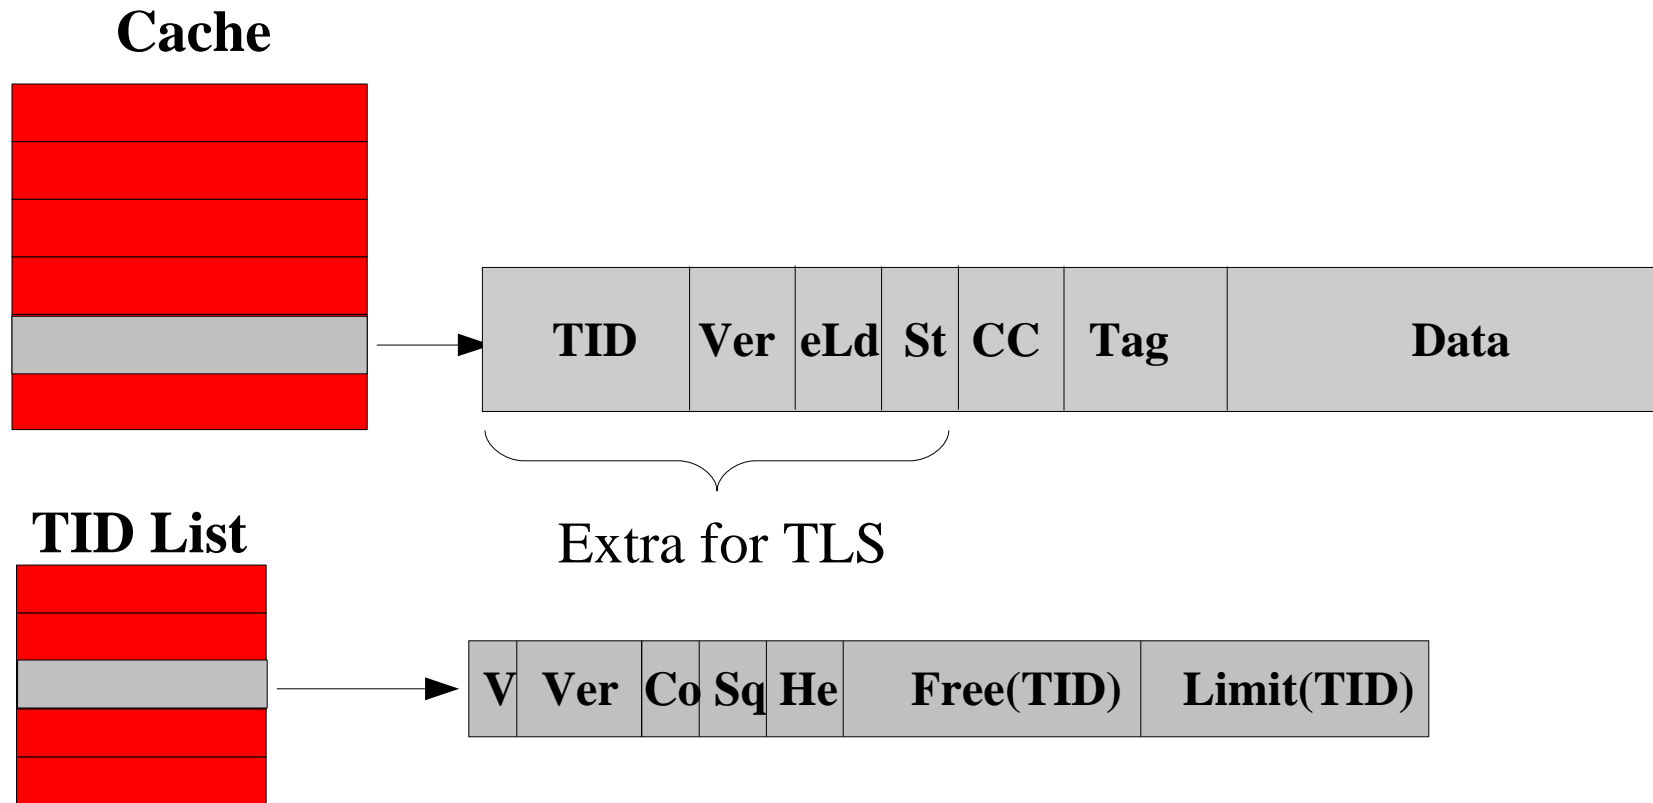 Cache
TID Ver eLd St CC Tag Data
Extra for TLS
TID List
V Ver Co Sq He Free(TID) Limit(TID)